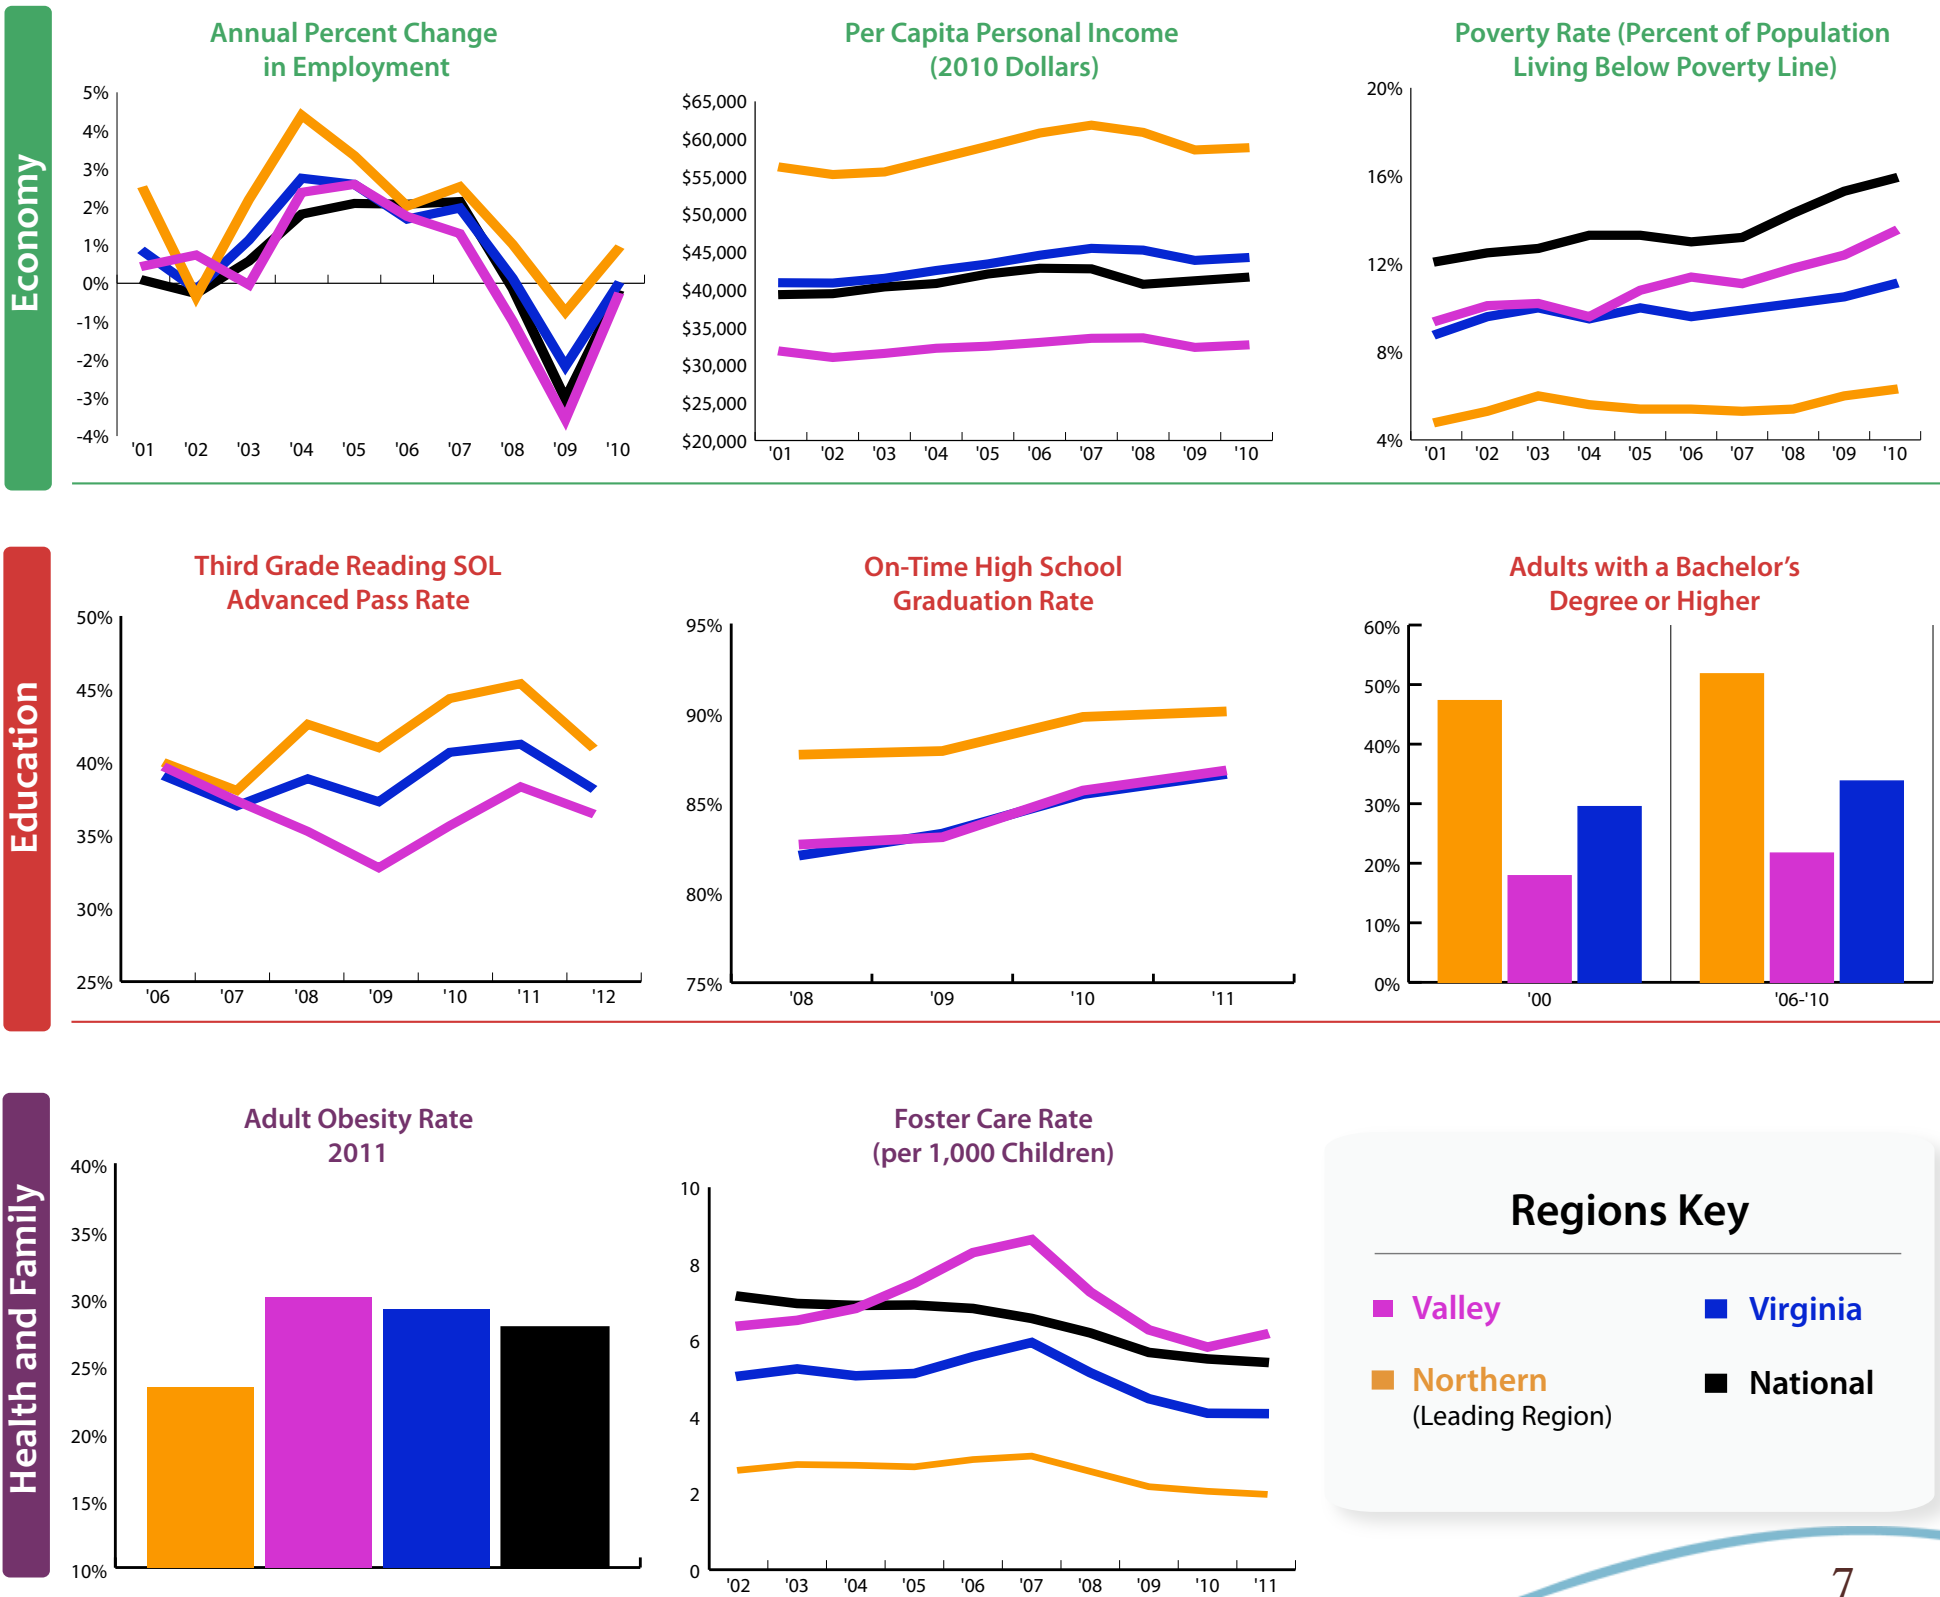 Economy
Annual Percent Change
in Employment
5%
4%
3%
2%
1%
0%
-1%
-2%
-3%
-4%
'01 '02 '03 '04 '05 '06 '07 '08 '09 '10
Per Capita Personal Income
(2010 Dollars)
$65,000
$60,000
$55,000
$50,000
$45,000
$40,000
$35,000
$30,000
$25,000
$20,000
'01 '02 '03 '04 '05 '06 '07 '08 '09 '10
Poverty Rate (Percent of Population
Living Below Poverty Line)
20%
16%
12%
8%
4%
'01 '02 '03 '04 '05 '06 '07 '08 '09 '10
Education
Third Grade Reading SOL
Advanced Pass Rate
50%
45%
40%
35%
30%
25%
'06 '07 '08 '09 '10 '11 '12
On-Time High School
Graduation Rate
95%
90%
85%
80%
75%
'08 '09 '10 '11
Adults with a Bachelor’s
Degree or Higher
60%
50%
40%
30%
20%
10%
0%
'00 '06-'10
Health and Family
Adult Obesity Rate
2011
40%
35%
30%
25%
20%
15%
10%
Foster Care Rate
(per 1,000 Children)
10
8
6
4
2
0
'02 '03 '04 '05 '06 '07 '08 '09 '10 '11
Regions Key
Valley Virginia
Northern National
(Leading Region)
7